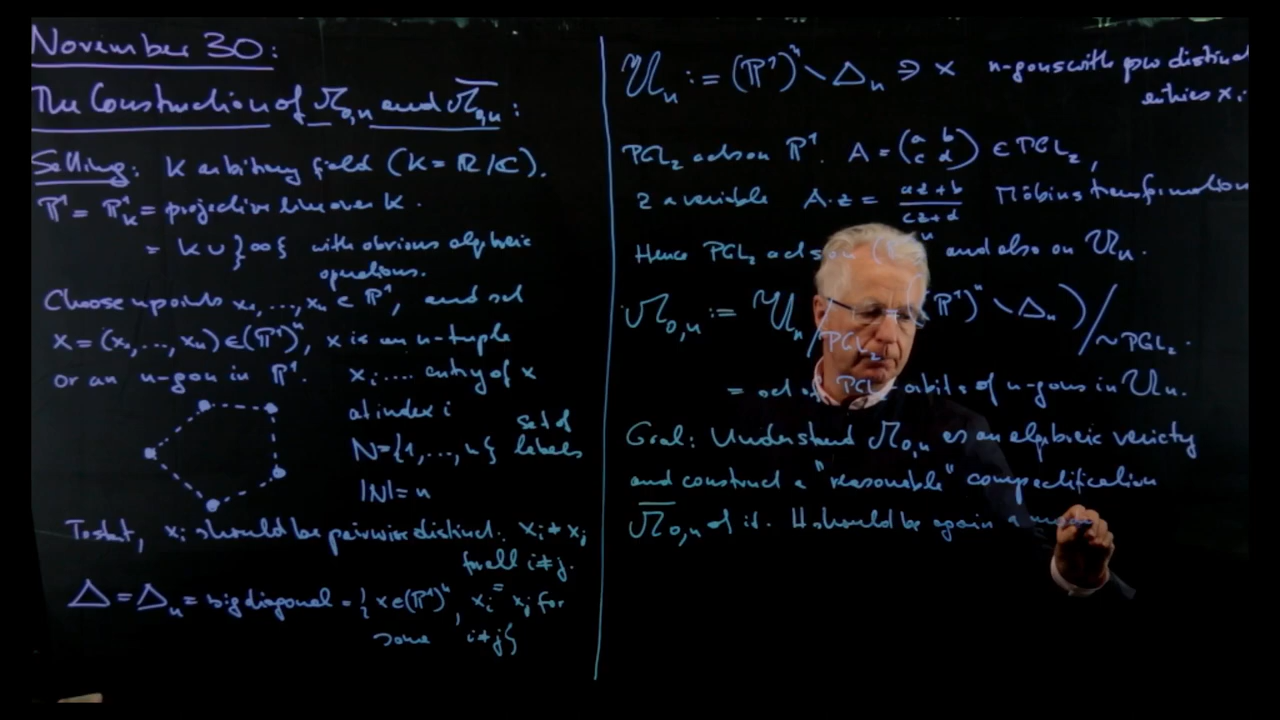 November 30:
The Construction of 𝓜₀,ₙ and 𝓜̅₀,ₙ:
Setting: K arbitrary field (K = ℝ/ℂ).
ℙ¹ = ℙ¹_K = projective line over K.
= K ∪ {∞} with obvious algebraic
operations.
Choose n points x₁, ..., xₙ ∈ ℙ¹, and set
x = (x₁, ..., xₙ) ∈ (ℙ¹)ⁿ, x is an n-tuple
or an n-gon in ℙ¹. xᵢ .... entry of x
at index i
N = {1, ..., n} set of labels
|N| = n
To start, xᵢ should be pairwise distinct. xᵢ ≠ xⱼ
for all i ≠ j.
Δ = Δₙ = big diagonal = { x ∈ (ℙ¹)ⁿ, xᵢ = xⱼ for
some i ≠ j }
𝓤ₙ := (ℙ¹)ⁿ \ Δₙ ∋ x n-gons with pw distinct
entries xᵢ
PGL₂ acts on ℙ¹. A = (a b c d) ∈ PGL₂,
z a variable A·z = (az+b)/(cz+d) Möbius transformation
Hence PGL₂ acts on (ℙ¹)ⁿ and also on 𝓤ₙ.
𝓜₀,ₙ := 𝓤ₙ/PGL₂ ℙ¹)ⁿ \ Δₙ)/∼PGL₂.
= set of PGL₂ orbits of n-gons in 𝓤ₙ.
Goal: Understand 𝓜₀,ₙ as an algebraic variety
and construct a "reasonable" compactification
𝓜̅₀,ₙ of it. It should be again a